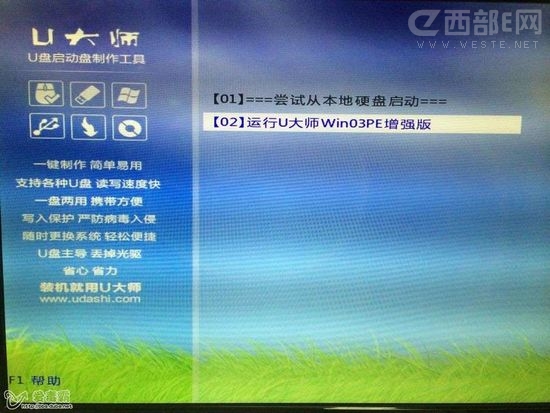 西部E网
WWW.VESTE.NET
U大师
U盘启动盘制作工具
一键制作 简单易用
支持各种U盘 读写速度快
一盘两用 携带方便
写入保护 严防病毒入侵
随时更换系统 轻松便捷
U盘主导 丢掉光驱
省心 省力
装机就用U大师
www.udashi.com
【01】===尝试从本地硬盘启动===
【02】运行U大师Win03PE增强版
F1 帮助